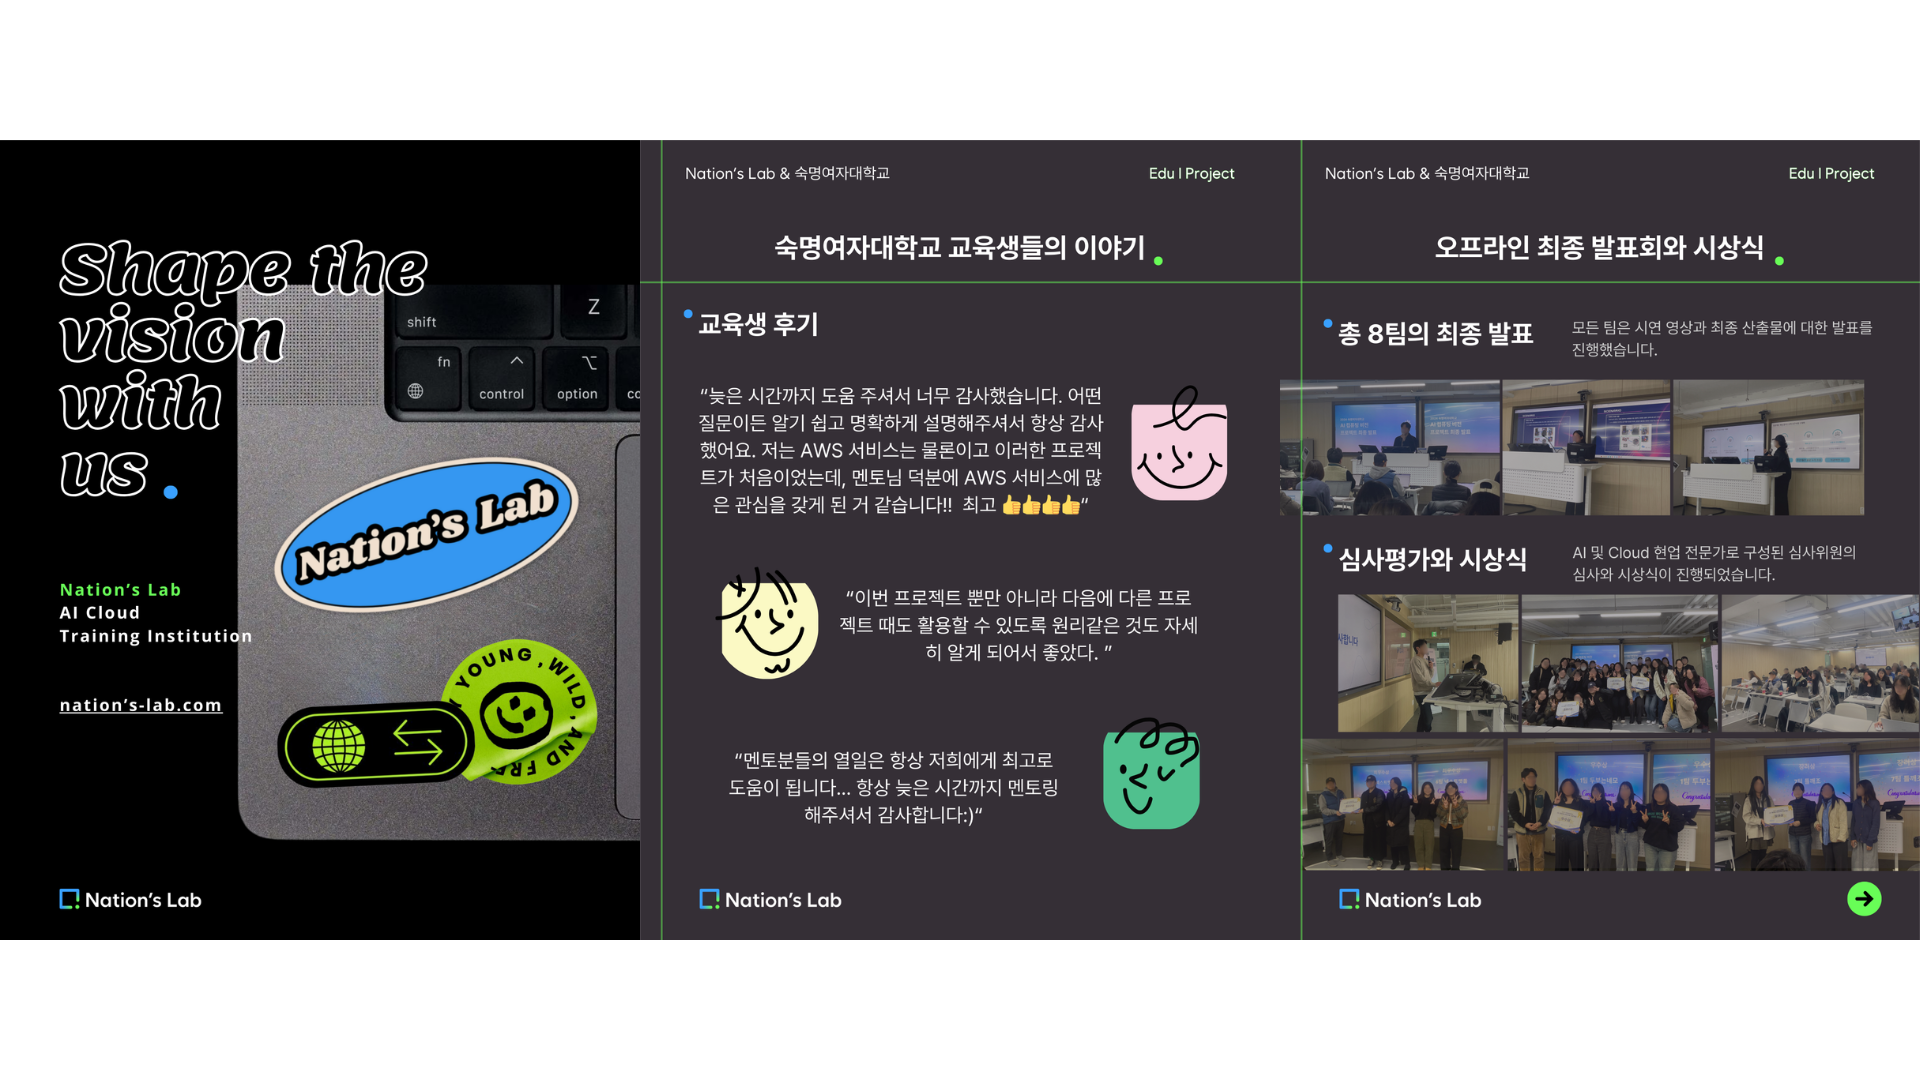 Shape the
vision
with
us
Nation's Lab
AI Cloud
Training Institution
nation's-lab.com
shift
Z
fn
control
option
co
Nation's Lab
YOUNG, WILD, AND FRE
Nation's Lab
Nation's Lab & 숙명여자대학교
Edu | Project
숙명여자대학교 교육생들의 이야기
교육생 후기
“늦은 시간까지 도움 주셔서 너무 감사했습니다. 어떤
질문이든 알기 쉽고 명확하게 설명해주셔서 항상 감사
했어요. 저는 AWS 서비스는 물론이고 이러한 프로젝
트가 처음이었는데, 멘토님 덕분에 AWS 서비스에 많
은 관심을 갖게 된 거 같습니다!! 최고 👍👍👍👍“
“이번 프로젝트 뿐만 아니라 다음에 다른 프로
젝트 때도 활용할 수 있도록 원리같은 것도 자세
히 알게 되어서 좋았다. ”
“멘토분들의 열일은 항상 저희에게 최고로
도움이 됩니다... 항상 늦은 시간까지 멘토링
해주셔서 감사합니다:)“
Nation's Lab
Nation's Lab & 숙명여자대학교
Edu | Project
오프라인 최종 발표회와 시상식
총 8팀의 최종 발표
모든 팀은 시연 영상과 최종 산출물에 대한 발표를
진행했습니다.
심사평가와 시상식
AI 및 Cloud 현업 전문가로 구성된 심사위원의
심사와 시상식이 진행되었습니다.
Nation's Lab